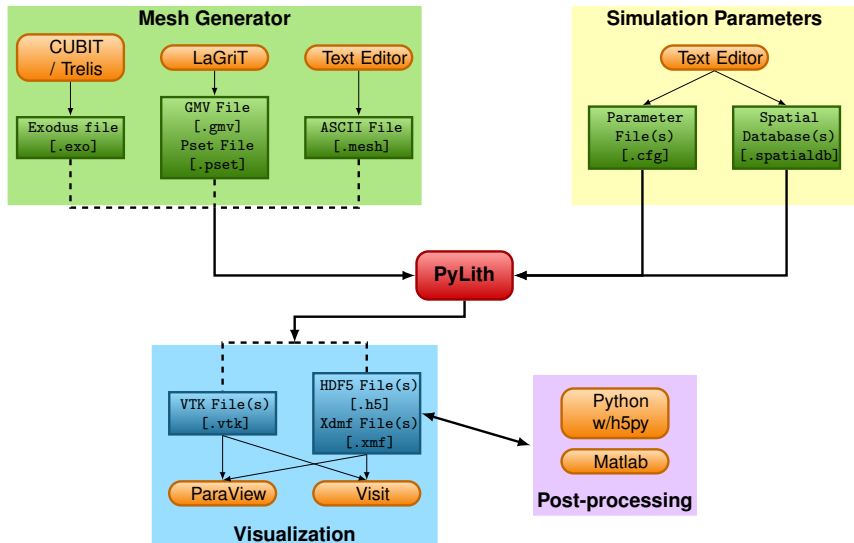 Mesh Generator
CUBIT
/ Trelis
LaGriT
Text Editor
Exodus file
[.exo]
GMV File
[.gmv]
Pset File
[.pset]
ASCII File
[.mesh]
Simulation Parameters
Text Editor
Parameter
File(s)
[.cfg]
Spatial
Database(s)
[.spatialdb]
PyLith
VTK File(s)
[.vtk]
HDF5 File(s)
[.h5]
Xdmf File(s)
[.xmf]
ParaView
Visit
Visualization
Python
w/h5py
Matlab
Post-processing